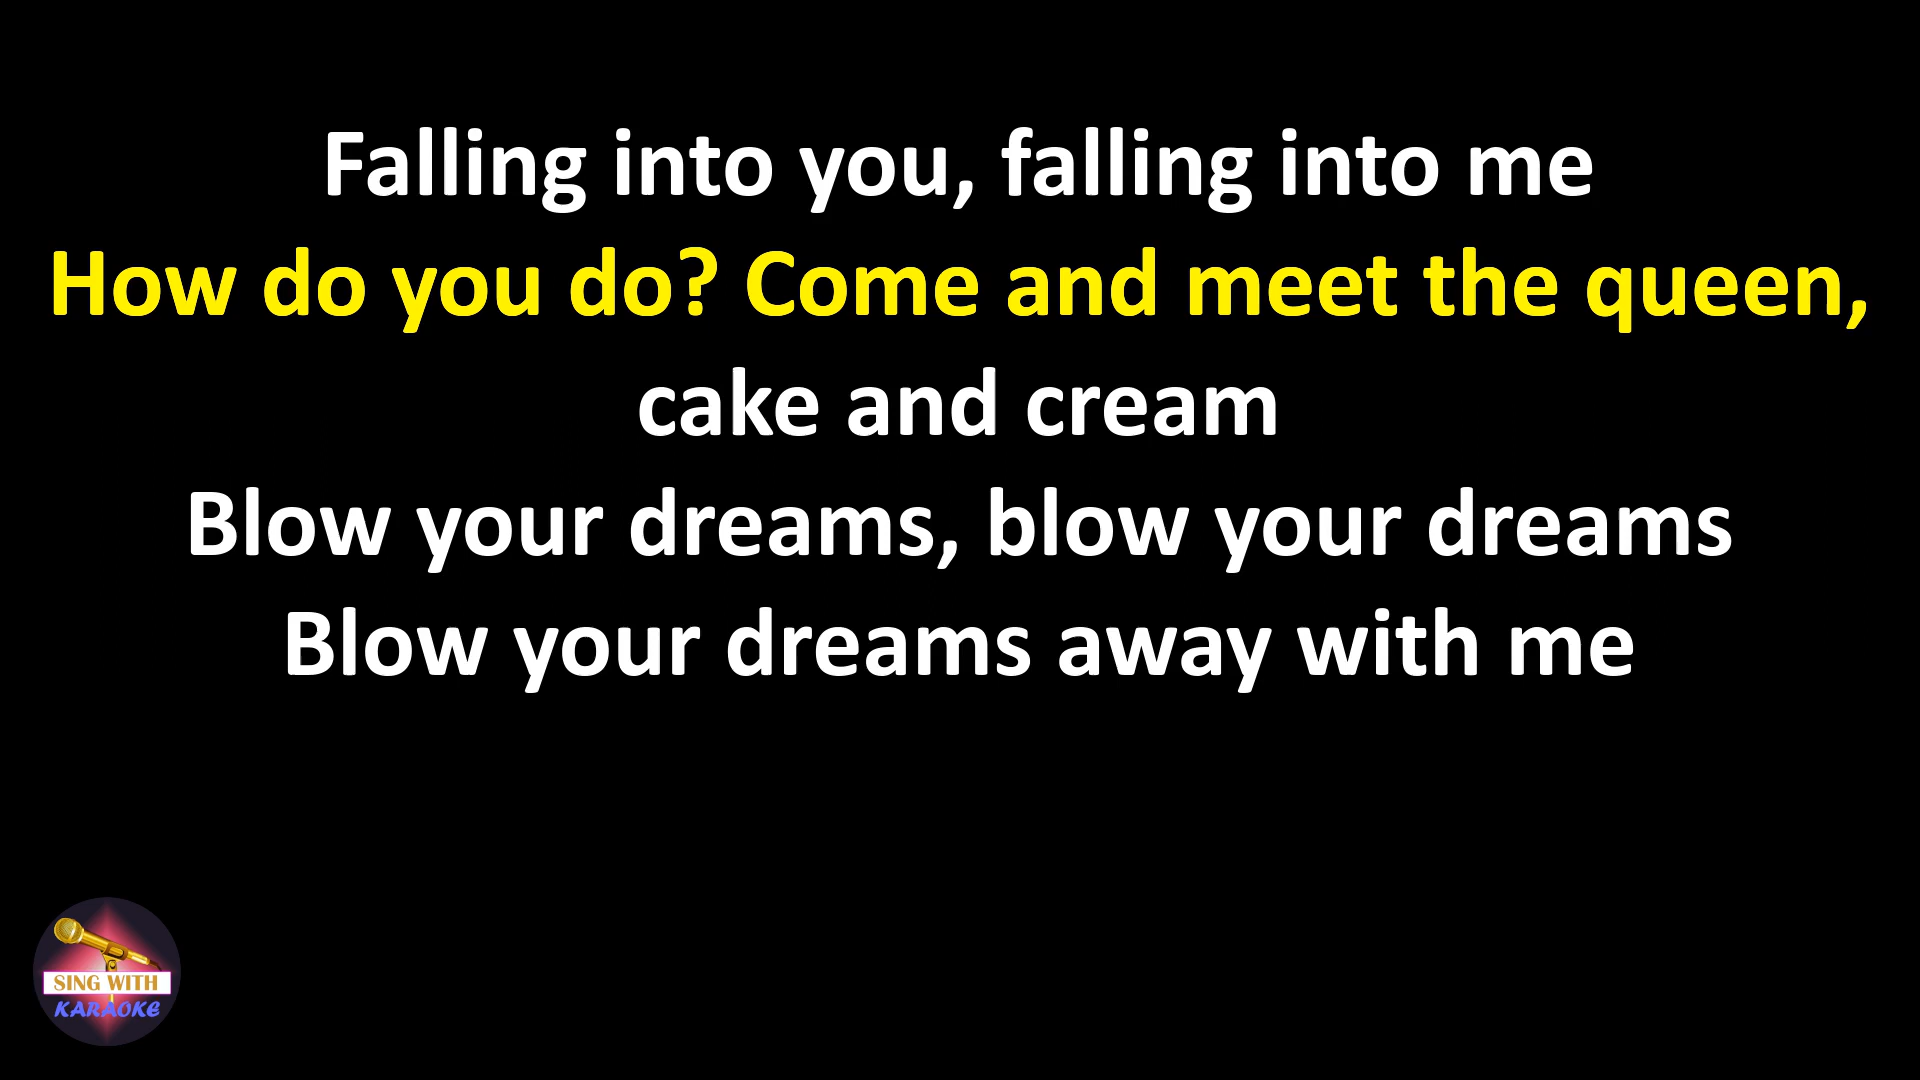 Falling into you, falling into me
How do you do? Come and meet the queen,
cake and cream
Blow your dreams, blow your dreams
Blow your dreams away with me
SING WITH
KARAOKE